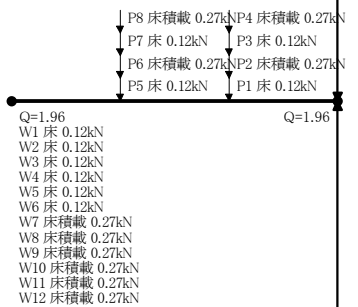 P8 床積載 0.27kN
P4 床積載 0.27kN
P7 床 0.12kN
P3 床 0.12kN
P6 床積載 0.27kN
P2 床積載 0.27kN
P5 床 0.12kN
P1 床 0.12kN
Q=1.96
Q=1.96
W1 床 0.12kN
W2 床 0.12kN
W3 床 0.12kN
W4 床 0.12kN
W5 床 0.12kN
W6 床 0.12kN
W7 床積載 0.27kN
W8 床積載 0.27kN
W9 床積載 0.27kN
W10 床積載 0.27kN
W11 床積載 0.27kN
W12 床積載 0.27kN